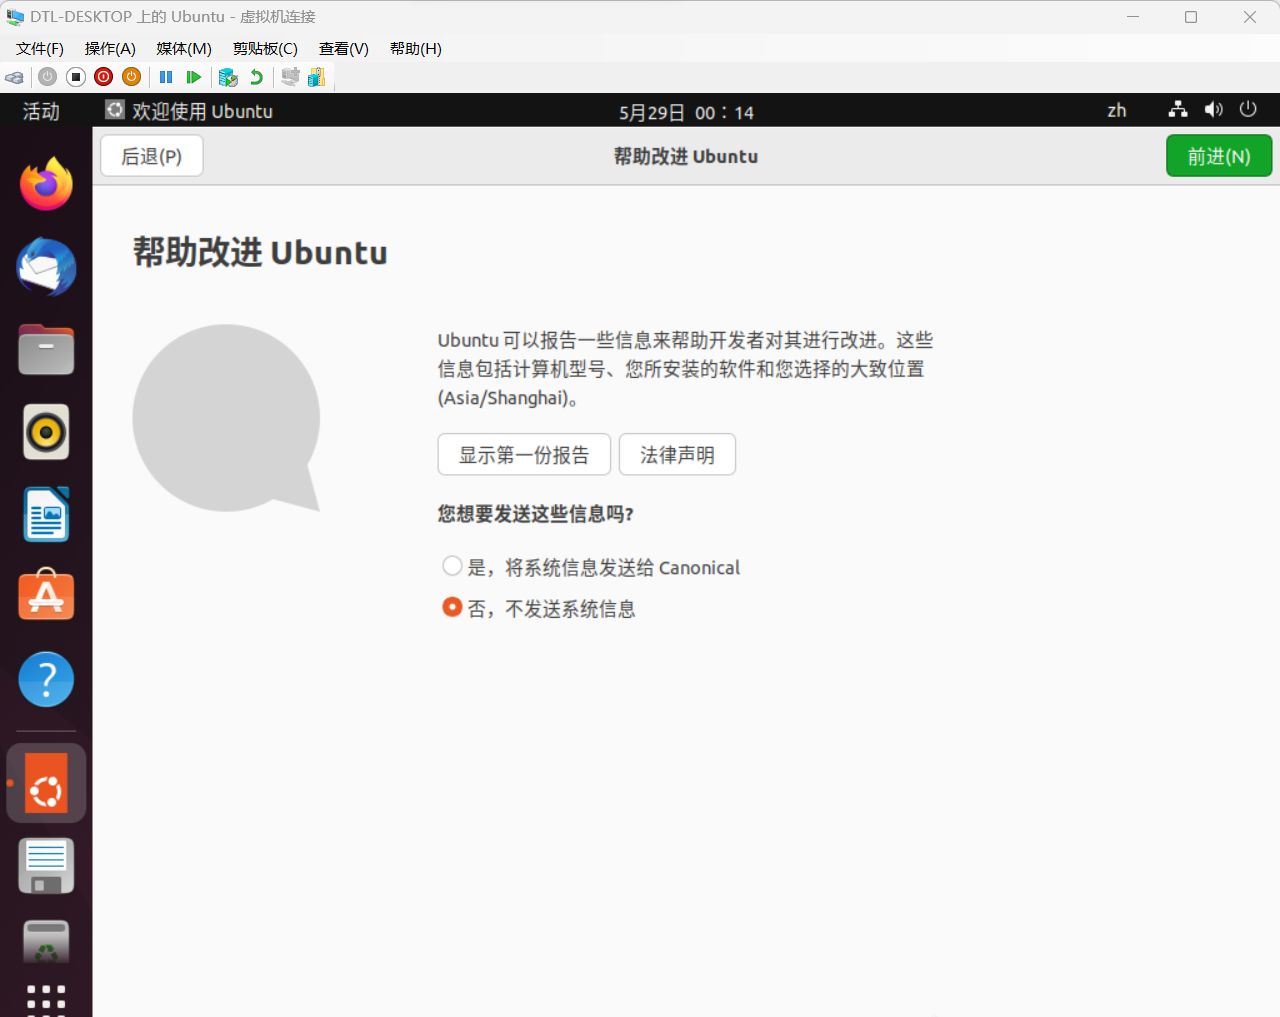 DTL-DESKTOP 上的 Ubuntu - 虚拟机连接
文件(F) 操作(A) 媒体(M) 剪贴板(C) 查看(V) 帮助(H)
活动 欢迎使用 Ubuntu 5月29日 00：14 zh
后退(P) 帮助改进 Ubuntu 前进(N)
帮助改进 Ubuntu
Ubuntu 可以报告一些信息来帮助开发者对其进行改进。这些
信息包括计算机型号、您所安装的软件和您选择的大致位置
(Asia/Shanghai)。
显示第一份报告 法律声明
您想要发送这些信息吗?
是，将系统信息发送给 Canonical
否，不发送系统信息